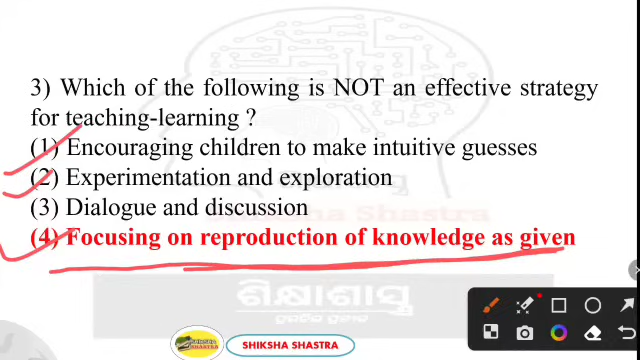 3) Which of the following is NOT an effective strategy
for teaching-learning ?
(1) Encouraging children to make intuitive guesses
(2) Experimentation and exploration
(3) Dialogue and discussion
(4) Focusing on reproduction of knowledge as given
Shiksha Shastra
ଶିକ୍ଷାଶାସ୍ତ୍ର
SHIKSHA SHASTRA